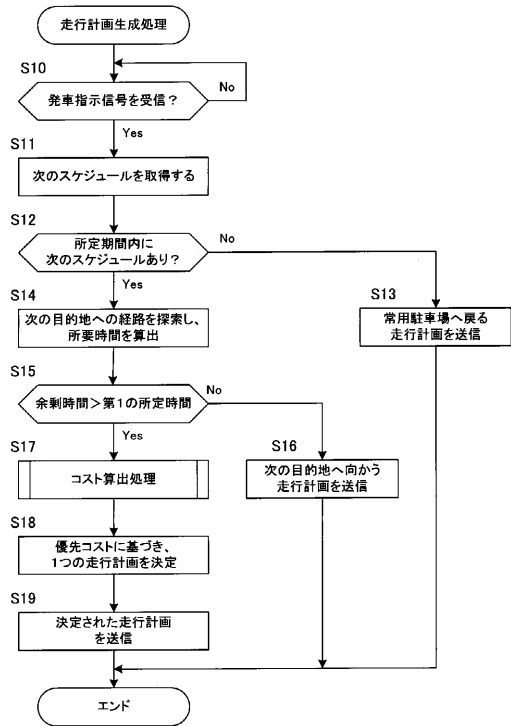 走行計画生成処理
S10
発車指示信号を受信?
No
Yes
S11
次のスケジュールを取得する
S12
所定期間内に
次のスケジュールあり?
No
Yes
S13
常用駐車場へ戻る
走行計画を送信
S14
次の目的地への経路を探索し、
所要時間を算出
S15
余剰時間>第1の所定時間
No
Yes
S16
次の目的地へ向かう
走行計画を送信
S17
コスト算出処理
S18
優先コストに基づき、
1つの走行計画を決定
S19
決定された走行計画
を送信
エンド